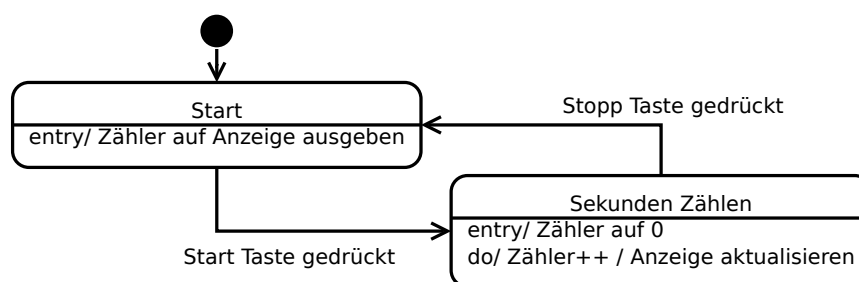 Start
entry/ Zähler auf Anzeige ausgeben
Stopp Taste gedrückt
Sekunden Zählen
entry/ Zähler auf 0
do/ Zähler++ / Anzeige aktualisieren
Start Taste gedrückt